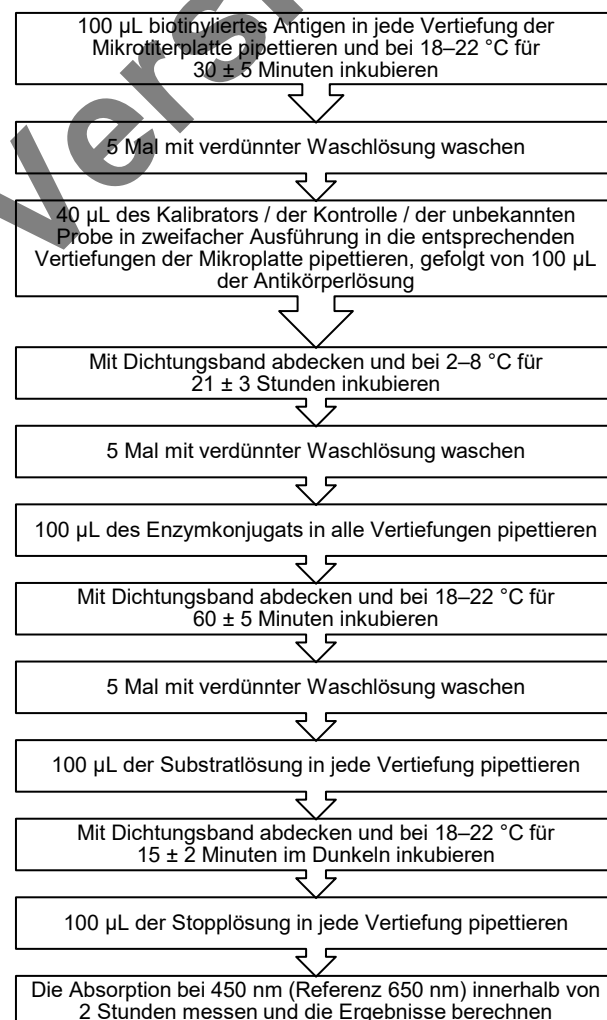 100 µL biotinyliertes Antigen in jede Vertiefung der
Mikrotiterplatte pipettieren und bei 18–22 °C für
30 ± 5 Minuten inkubieren
5 Mal mit verdünnter Waschlösung waschen
40 µL des Kalibrators / der Kontrolle / der unbekannten
Probe in zweifacher Ausführung in die entsprechenden
Vertiefungen der Mikroplatte pipettieren, gefolgt von 100 µL
der Antikörperlösung
Mit Dichtungsband abdecken und bei 2–8 °C für
21 ± 3 Stunden inkubieren
5 Mal mit verdünnter Waschlösung waschen
100 µL des Enzymkonjugats in alle Vertiefungen pipettieren
Mit Dichtungsband abdecken und bei 18–22 °C für
60 ± 5 Minuten inkubieren
5 Mal mit verdünnter Waschlösung waschen
100 µL der Substratlösung in jede Vertiefung pipettieren
Mit Dichtungsband abdecken und bei 18–22 °C für
15 ± 2 Minuten im Dunkeln inkubieren
100 µL der Stopplösung in jede Vertiefung pipettieren
Die Absorption bei 450 nm (Referenz 650 nm) innerhalb von
2 Stunden messen und die Ergebnisse berechnen